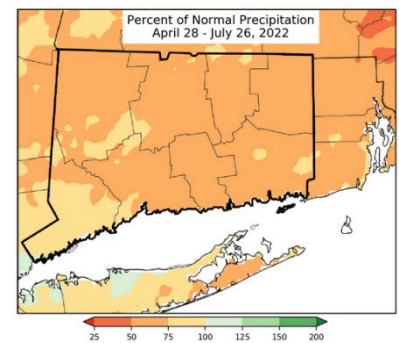 Percent of Normal Precipitation
April 28 - July 26, 2022
25 50 75 100 125 150 200